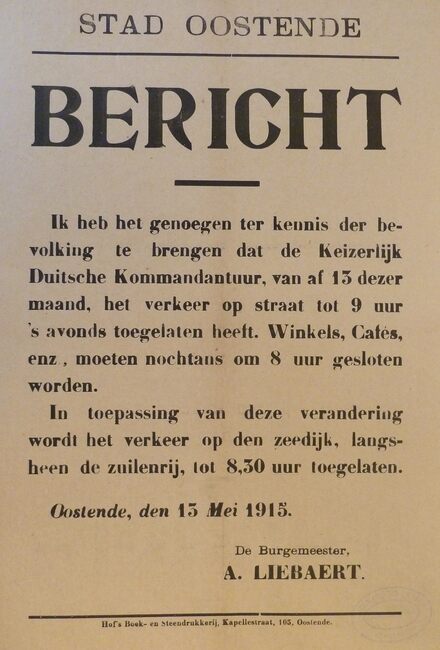 STAD OOSTENDE
BERICHT
Ik heb het genoegen ter kennis der be-
volking te brengen dat de Keizerlijk
Duitsche Kommandantuur, van af 13 dezer
maand, het verkeer op straat tot 9 uur
's avonds toegelaten heeft. Winkels, Cafés,
enz, moeten nochtans om 8 uur gesloten
worden.
In toepassing van deze verandering
wordt het verkeer op den zeedijk, langs-
heen de zuilenrij, tot 8,30 uur toegelaten.
Oostende, den 13 Mei 1915.
De Burgemeester,
A. LIEBAERT.
Hof's Boek- en Steendrukkerij, Kapellestraat, 105, Oostende.